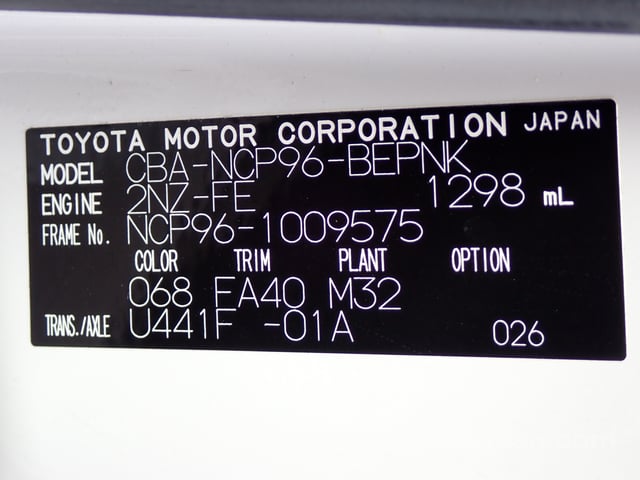 TOYOTA MOTOR CORPORATION JAPAN
MODEL CBA-NCP96-BEPNK
ENGINE 2NZ-FE 1298 mL
FRAME No. NCP96-1009575
COLOR TRIM PLANT OPTION
068 FA40 M32
TRANS./AXLE U441F -01A 026